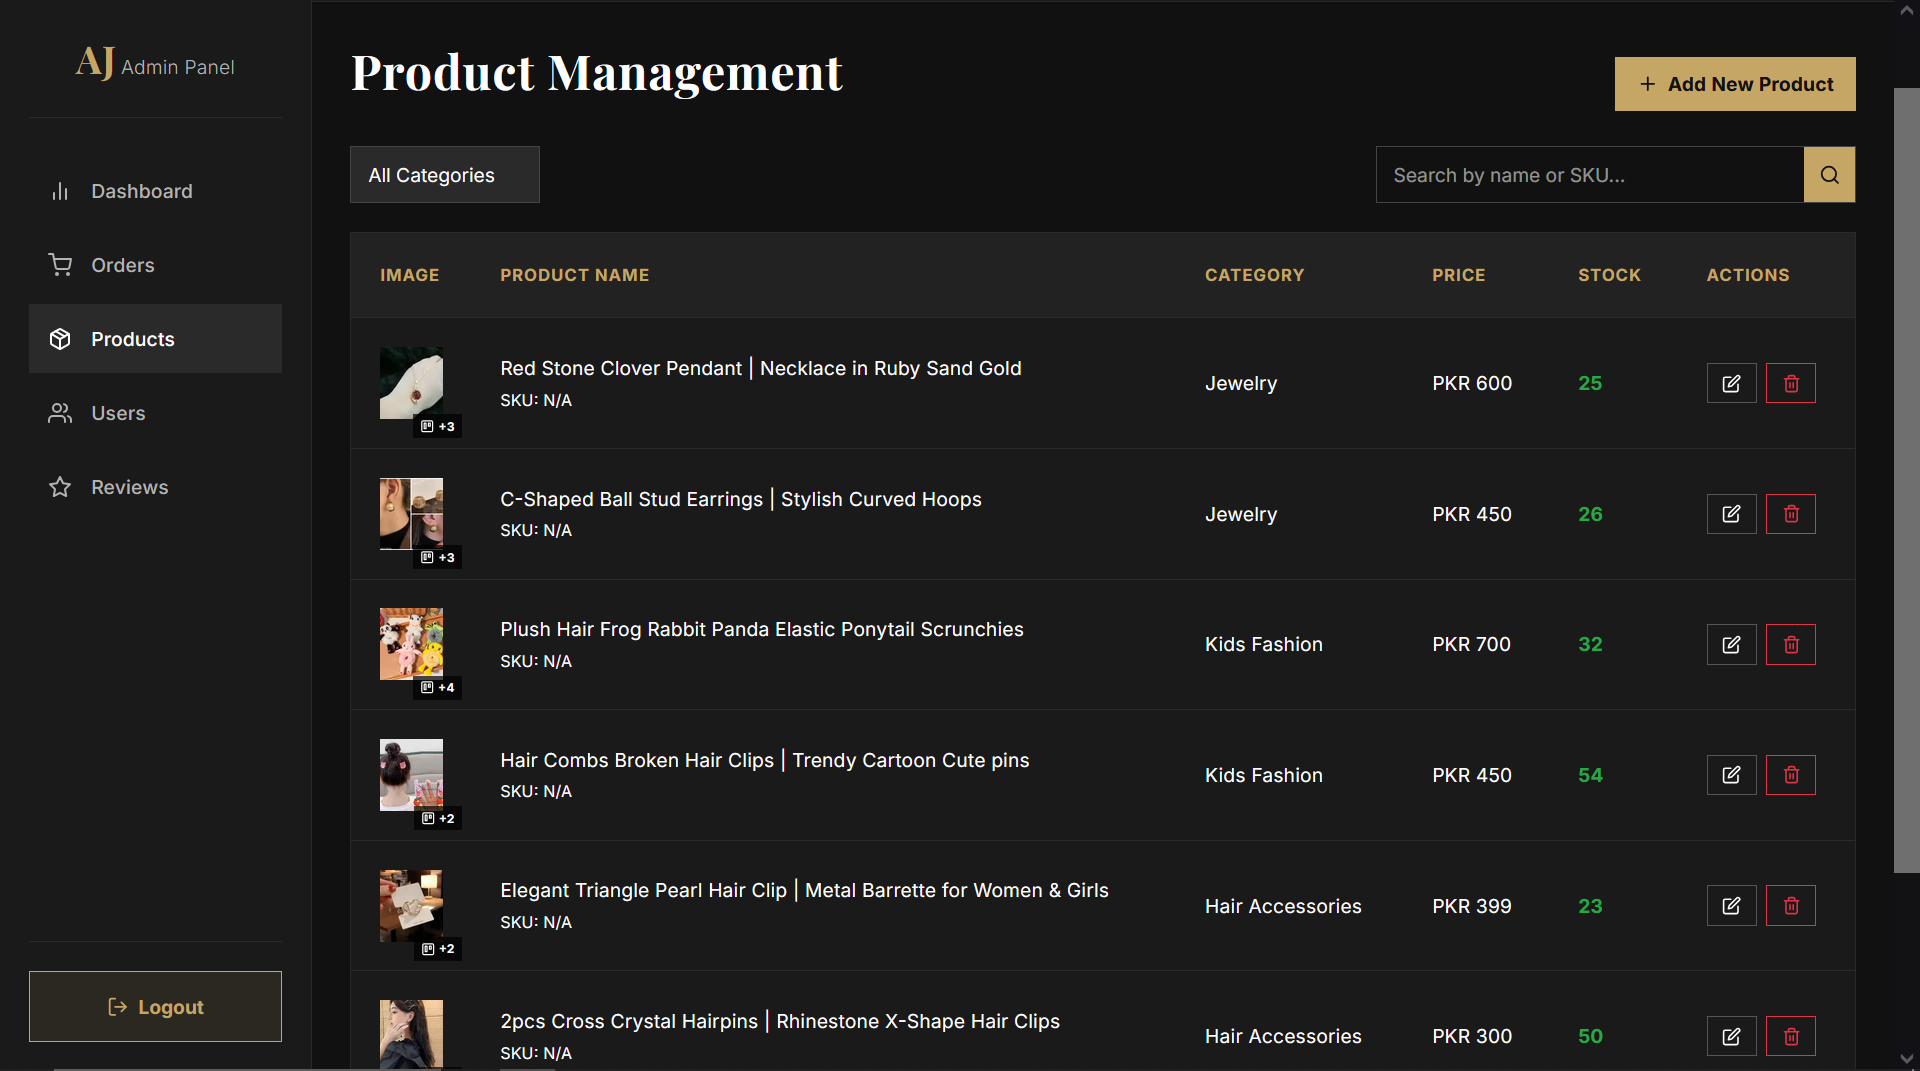 AJ Admin Panel
Dashboard
Orders
Products
Users
Reviews
Logout
Product Management
+ Add New Product
All Categories
Search by name or SKU...
IMAGE PRODUCT NAME CATEGORY PRICE STOCK ACTIONS
Red Stone Clover Pendant | Necklace in Ruby Sand Gold
SKU: N/A
Jewelry PKR 600 25
+3
C-Shaped Ball Stud Earrings | Stylish Curved Hoops
SKU: N/A
Jewelry PKR 450 26
+3
Plush Hair Frog Rabbit Panda Elastic Ponytail Scrunchies
SKU: N/A
Kids Fashion PKR 700 32
+4
Hair Combs Broken Hair Clips | Trendy Cartoon Cute pins
SKU: N/A
Kids Fashion PKR 450 54
+2
Elegant Triangle Pearl Hair Clip | Metal Barrette for Women & Girls
SKU: N/A
Hair Accessories PKR 399 23
+2
2pcs Cross Crystal Hairpins | Rhinestone X-Shape Hair Clips
SKU: N/A
Hair Accessories PKR 300 50